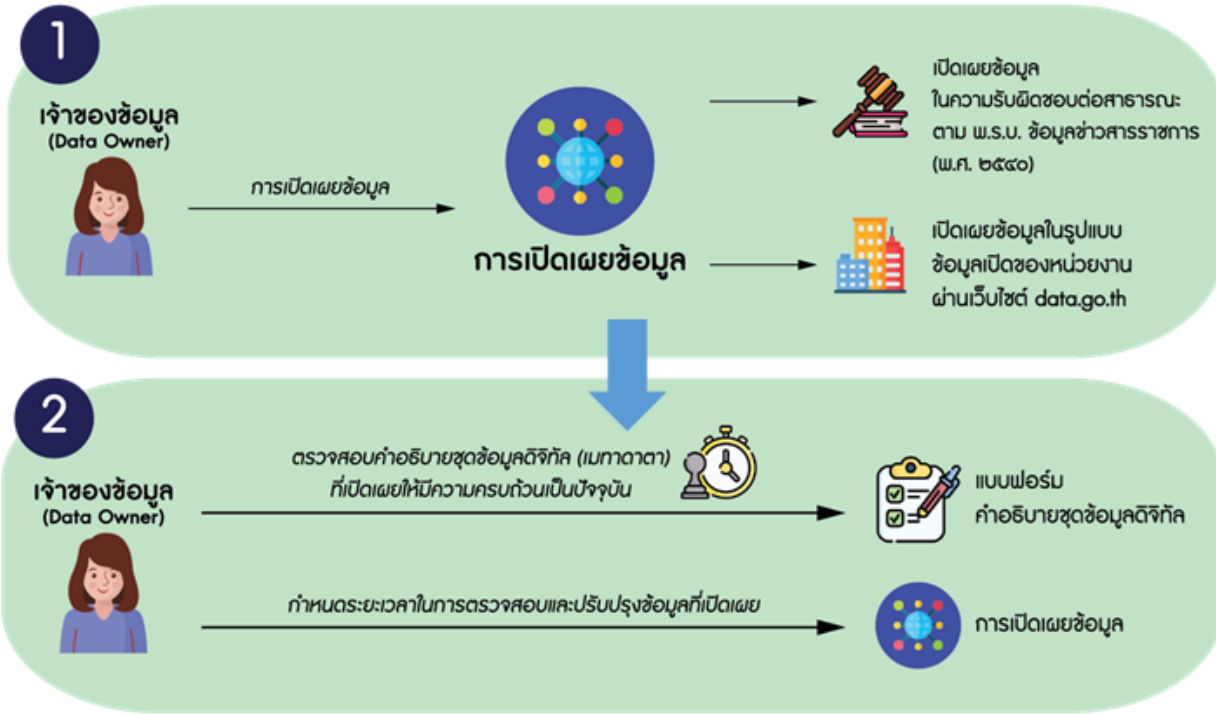 1
เจ้าของข้อมูล
(Data Owner)
การเปิดเผยข้อมูล
การเปิดเผยข้อมูล
เปิดเผยข้อมูล
ในความรับผิดชอบต่อสาธารณะ
ตาม พ.ร.บ. ข้อมูลข่าวสารราชการ
(พ.ศ. ๒๕๔๐)
เปิดเผยข้อมูลในรูปแบบ
ข้อมูลเปิดของหน่วยงาน
ผ่านเว็บไซต์ data.go.th
2
เจ้าของข้อมูล
(Data Owner)
ตรวจสอบคำอธิบายชุดข้อมูลดิจิทัล (เมทาดาตา)
ที่เปิดเผยให้มีความครบถ้วนเป็นปัจจุบัน
แบบฟอร์ม
คำอธิบายชุดข้อมูลดิจิทัล
กำหนดระยะเวลาในการตรวจสอบและปรับปรุงข้อมูลที่เปิดเผย
การเปิดเผยข้อมูล